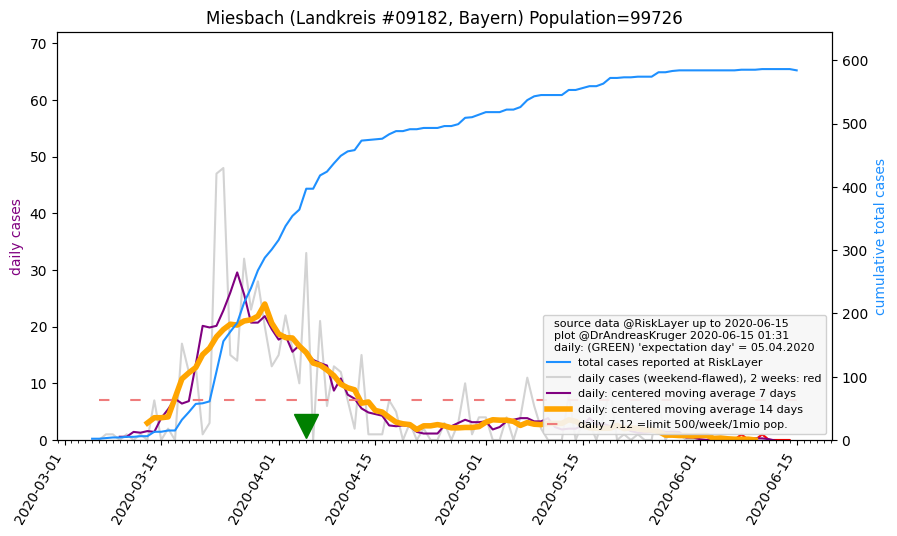 Miesbach (Landkreis #09182, Bayern) Population=99726
daily cases
70
60
50
40
30
20
10
0
cumulative total cases
600
500
400
300
200
100
0
source data @RiskLayer up to 2020-06-15
plot @DrAndreasKruger 2020-06-15 01:31
daily: (GREEN) 'expectation day' = 05.04.2020
total cases reported at RiskLayer
daily cases (weekend-flawed), 2 weeks: red
daily: centered moving average 7 days
daily: centered moving average 14 days
daily 7.12 =limit 500/week/1mio pop.
2020-03-01
2020-03-15
2020-04-01
2020-04-15
2020-05-01
2020-05-15
2020-06-01
2020-06-15